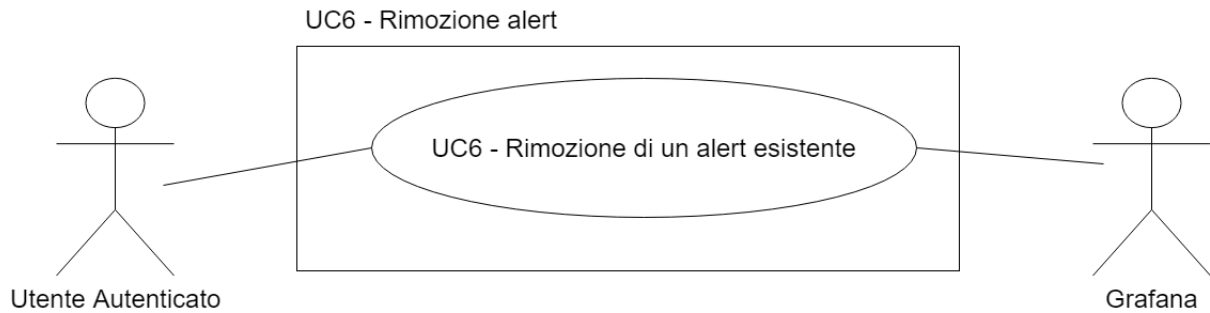 UC6 - Rimozione alert
UC6 - Rimozione di un alert esistente
Utente Autenticato
Grafana